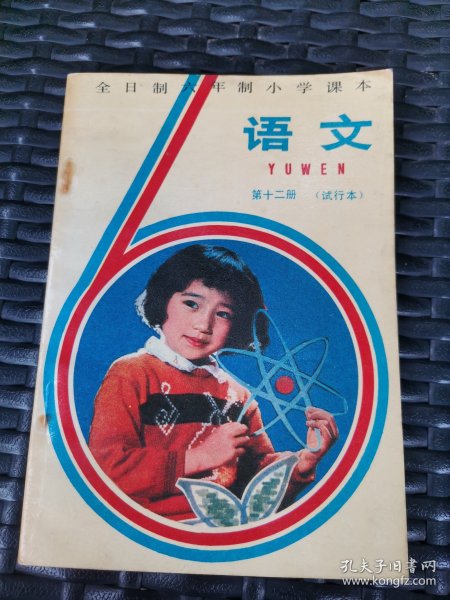 全日制六年制小学课本
语文
YUWEN
第十二册 （试行本）
孔夫子旧书网
www.kongfz.com